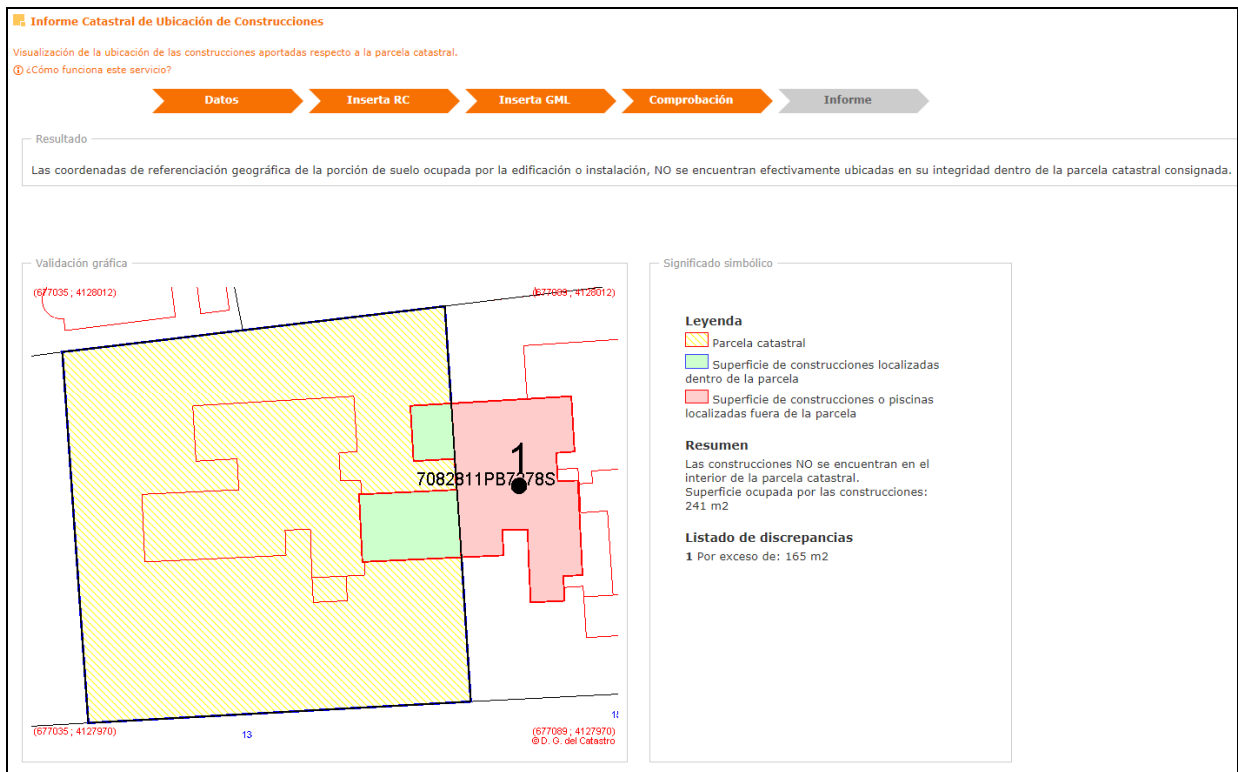 Informe Catastral de Ubicación de Construcciones
Visualización de la ubicación de las construcciones aportadas respecto a la parcela catastral.
¿Cómo funciona este servicio?
Datos
Inserta RC
Inserta GML
Comprobación
Informe
Resultado
Las coordenadas de referenciación geográfica de la porción de suelo ocupada por la edificación o instalación, NO se encuentran efectivamente ubicadas en su integridad dentro de la parcela catastral consignada.
Validación gráfica
(677035 ; 4128012)
(677089 ; 4128012)
1
7082811PB7278S
(677035 ; 4127970)
13
(677089 ; 4127970)
© D. G. del Catastro
Significado simbólico
Leyenda
Parcela catastral
Superficie de construcciones localizadas
dentro de la parcela
Superficie de construcciones o piscinas
localizadas fuera de la parcela
Resumen
Las construcciones NO se encuentran en el
interior de la parcela catastral.
Superficie ocupada por las construcciones:
241 m2
Listado de discrepancias
1 Por exceso de: 165 m2